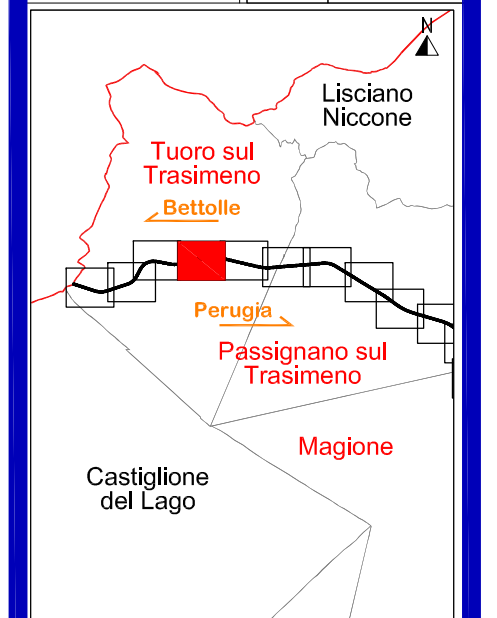 N
Lisciano
Niccone
Tuoro sul
Trasimeno
Bettolle
Perugia
Passignano sul
Trasimeno
Magione
Castiglione
del Lago